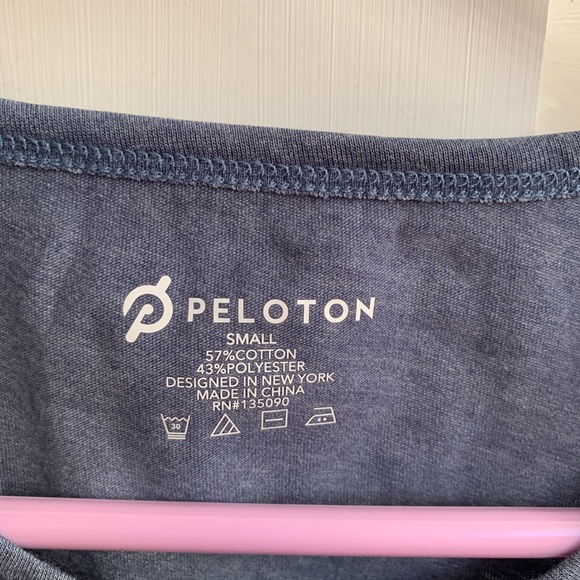 PELOTON
SMALL
57%COTTON
43%POLYESTER
DESIGNED IN NEW YORK
MADE IN CHINA
RN#135090
30